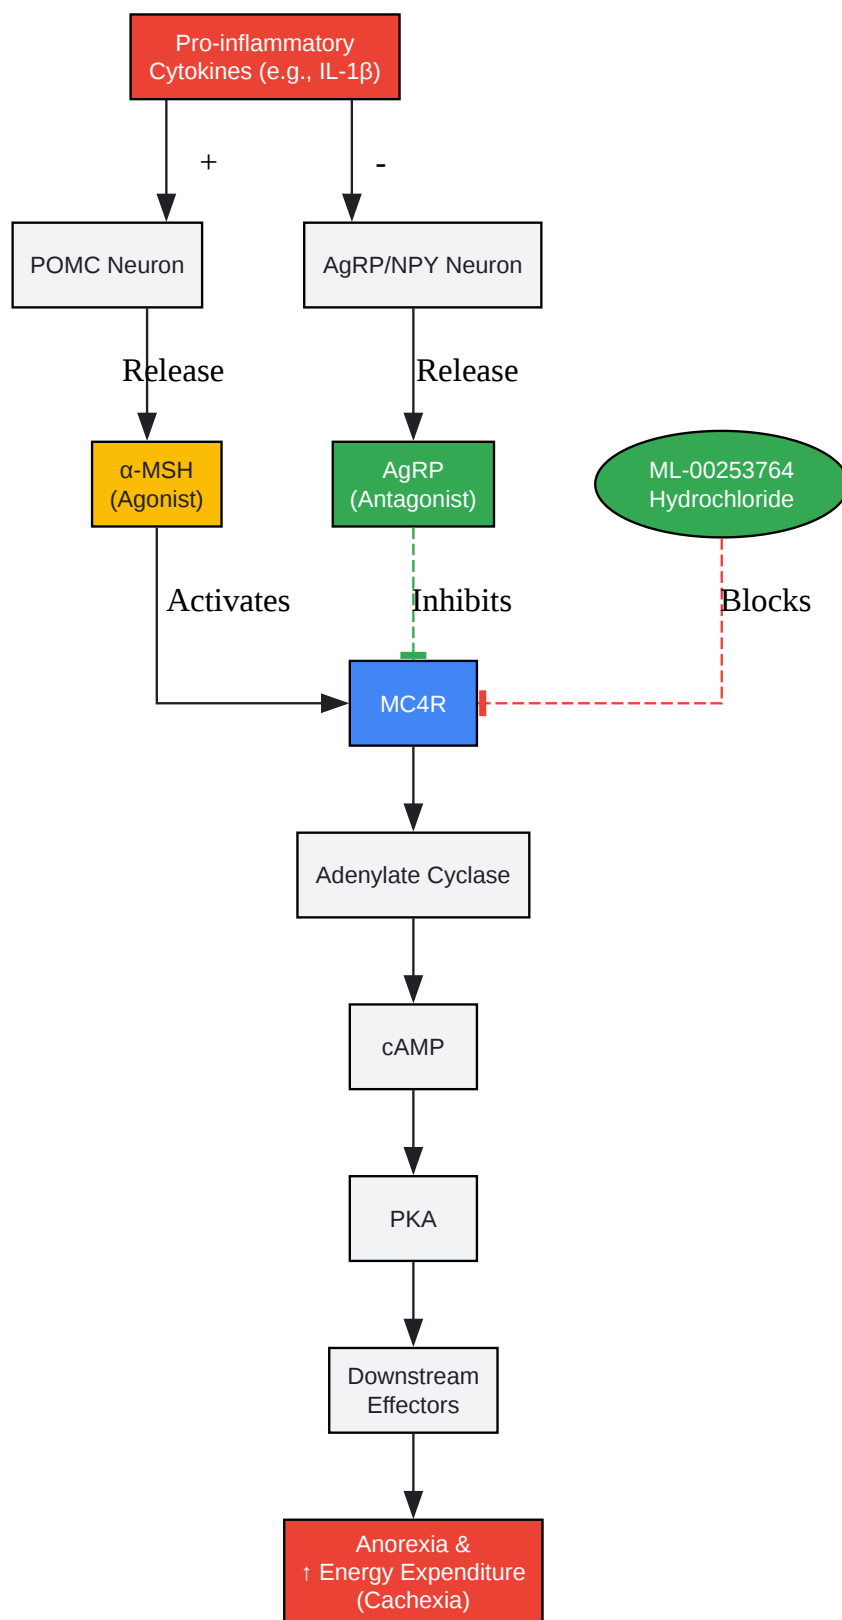 Pro-inflammatory
Cytokines (e.g., IL-1β)
+
-
POMC Neuron
AgRP/NPY Neuron
Release
Release
α-MSH
(Agonist)
AgRP
(Antagonist)
ML-00253764
Hydrochloride
Activates
Inhibits
Blocks
MC4R
Adenylate Cyclase
cAMP
PKA
Downstream
Effectors
Anorexia &
↑ Energy Expenditure
(Cachexia)